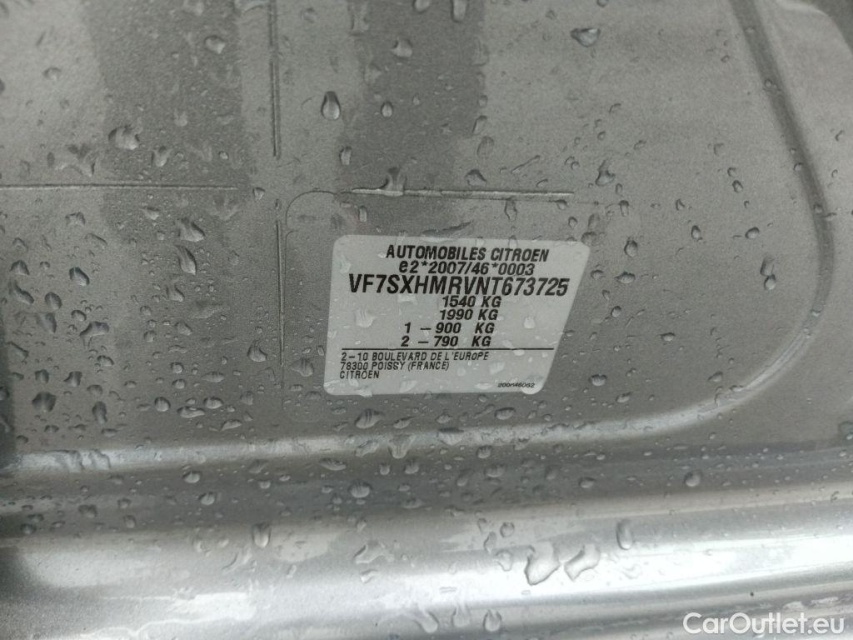 AUTOMOBILES CITROEN
e2*2007/46*0003
VF7SXHMRVNT673725
1540 KG
1990 KG
1 - 900 KG
2 - 790 KG
2-10 BOULEVARD DE L'EUROPE
78300 POISSY (FRANCE)
CITROEN
CarOutlet.eu